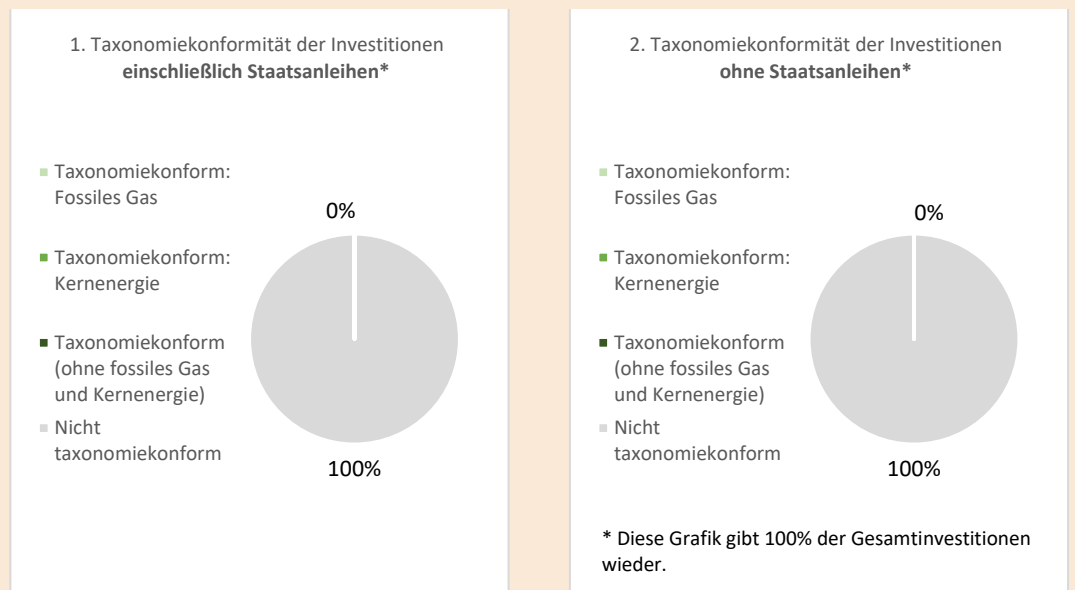 1. Taxonomiekonformität der Investitionen
einschließlich Staatsanleihen*
Taxonomiekonform:
Fossiles Gas
Taxonomiekonform:
Kernenergie
Taxonomiekonform
(ohne fossiles Gas
und Kernenergie)
Nicht
taxonomiekonform
0%
100%
2. Taxonomiekonformität der Investitionen
ohne Staatsanleihen*
Taxonomiekonform:
Fossiles Gas
Taxonomiekonform:
Kernenergie
Taxonomiekonform
(ohne fossiles Gas
und Kernenergie)
Nicht
taxonomiekonform
0%
100%
* Diese Grafik gibt 100% der Gesamtinvestitionen
wieder.